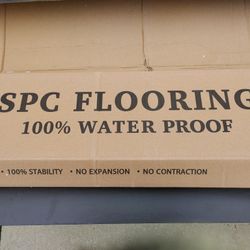 SPC FLOORING
100% WATER PROOF
• 100% STABILITY • NO EXPANSION • NO CONTRACTION